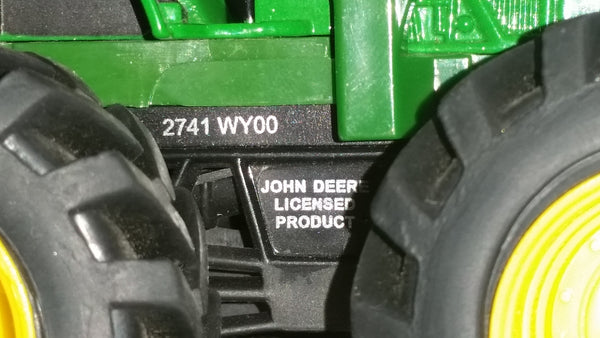 2741 WY00
JOHN DEERE
LICENSED
PRODUCT